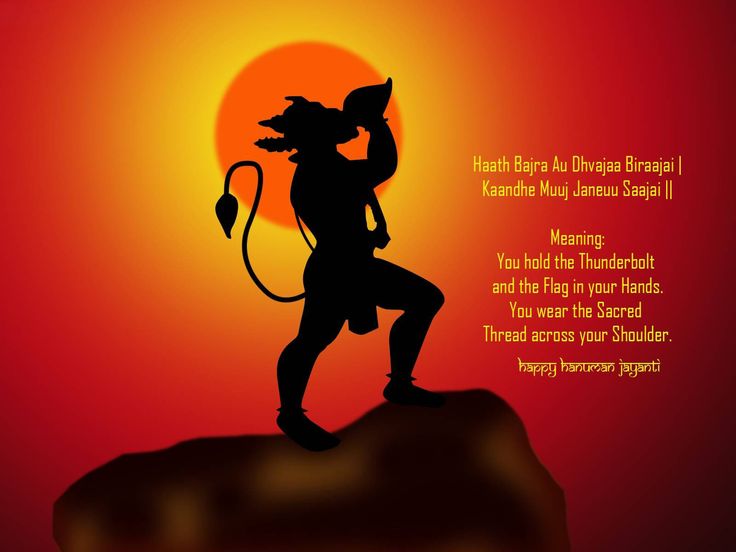 Haath Bajra Au Dhvajaa Biraajai |
Kaandhe Muuj Janeuu Saajai ||
Meaning:
You hold the Thunderbolt
and the Flag in your Hands.
You wear the Sacred
Thread across your Shoulder.
happy hanuman jayanti